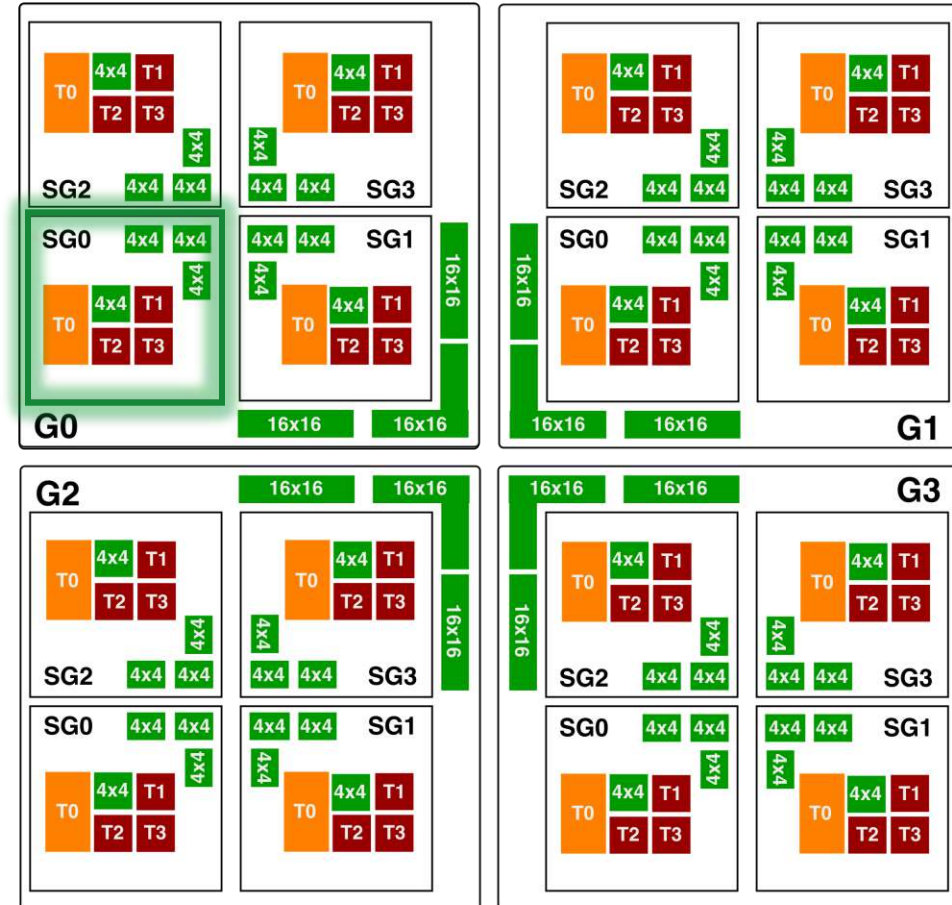 4x4 T1
T0
T2 T3
4x4
SG2 4x4 4x4
4x4 T1
T0
T2 T3
4x4
4x4 4x4 SG3
SG0 4x4 4x4
4x4
4x4 T1
T0
T2 T3
4x4 4x4 SG1
4x4
4x4 T1
T0
T2 T3
16x16
G0 16x16 16x16
4x4 T1
T0
T2 T3
4x4
SG2 4x4 4x4
4x4 T1
T0
T2 T3
4x4
4x4 4x4 SG3
16x16
SG0 4x4 4x4
4x4
4x4 T1
T0
T2 T3
4x4 4x4 SG1
4x4
4x4 T1
T0
T2 T3
16x16 16x16 G1
G2 16x16 16x16
4x4 T1
T0
T2 T3
4x4
SG2 4x4 4x4
4x4 T1
T0
T2 T3
4x4
4x4 4x4 SG3
16x16
SG0 4x4 4x4
4x4
4x4 T1
T0
T2 T3
4x4 4x4 SG1
4x4
4x4 T1
T0
T2 T3
16x16 16x16 G3
16x16
4x4 T1
T0
T2 T3
4x4
SG2 4x4 4x4
4x4 T1
T0
T2 T3
4x4
4x4 4x4 SG3
SG0 4x4 4x4
4x4
4x4 T1
T0
T2 T3
4x4 4x4 SG1
4x4
4x4 T1
T0
T2 T3